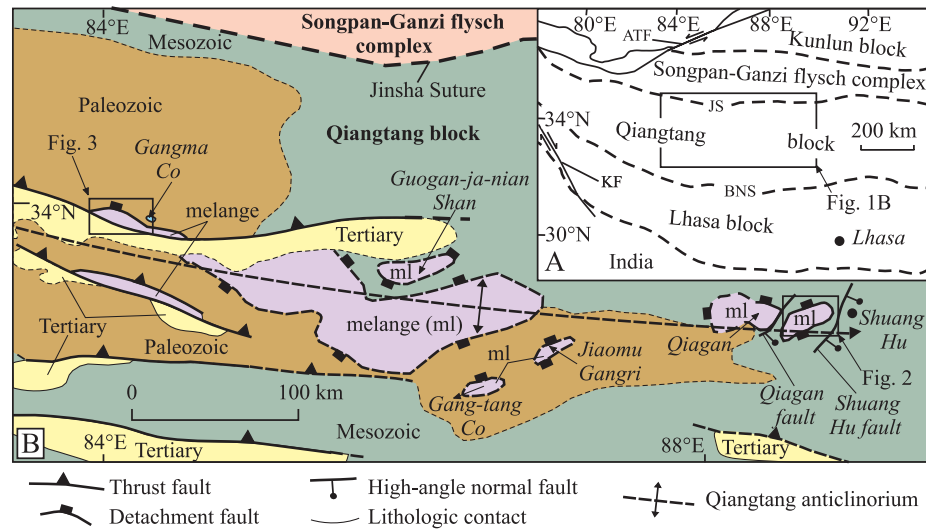 84°E
Mesozoic
Songpan-Ganzi flysch
complex
Jinsha Suture
Paleozoic
Qiangtang block
Fig. 3
Gangma
Co
Guogan-ja-nian
Shan
34°N
melange
Tertiary
ml
melange (ml)
Tertiary
Paleozoic
ml
Jiaomu
Gangri
Gang-tang
Co
0 100 km
Mesozoic
B
84°E
Tertiary
ml
ml
Qiagan
Shuang
Hu
Fig. 2
Qiagan
fault
Shuang
Hu fault
88°E
Tertiary
80°E 84°E 88°E 92°E
ATF
Kunlun block
Songpan-Ganzi flysch complex
JS
34°N
Qiangtang block
200 km
KF
BNS
Fig. 1B
Lhasa block
30°N
Lhasa
A
India
Thrust fault
Detachment fault
High-angle normal fault
Lithologic contact
Qiangtang anticlinorium